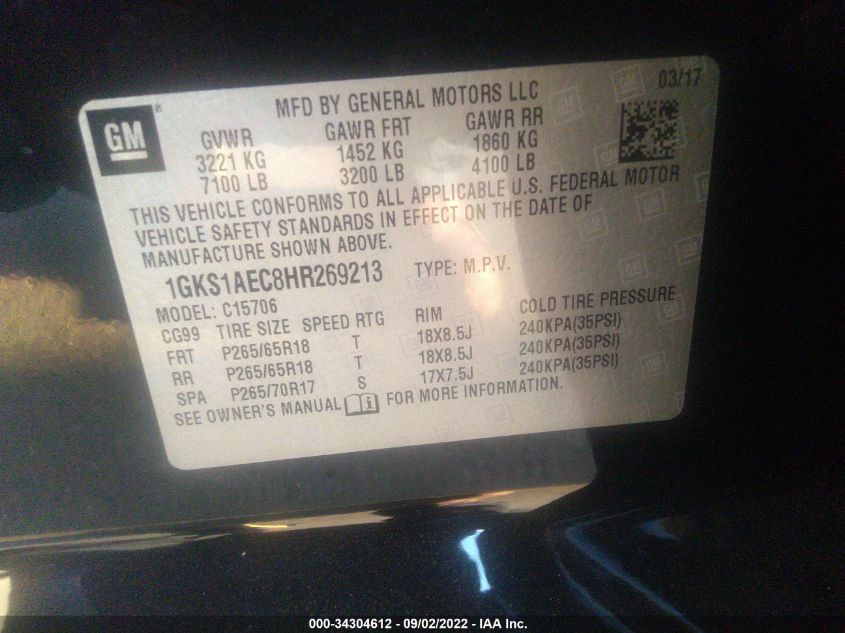 GM ® MFD BY GENERAL MOTORS LLC 03/17
GVWR GAWR FRT GAWR RR
3221 KG 1452 KG 1860 KG
7100 LB 3200 LB 4100 LB
THIS VEHICLE CONFORMS TO ALL APPLICABLE U.S. FEDERAL MOTOR
VEHICLE SAFETY STANDARDS IN EFFECT ON THE DATE OF
MANUFACTURE SHOWN ABOVE.
1GKS1AEC8HR269213 TYPE: M.P.V.
MODEL: C15706
CG99 TIRE SIZE SPEED RTG RIM COLD TIRE PRESSURE
FRT P265/65R18 T 18X8.5J 240KPA(35PSI)
RR P265/65R18 T 18X8.5J 240KPA(35PSI)
SPA P265/70R17 S 17X7.5J 240KPA(35PSI)
SEE OWNER'S MANUAL i FOR MORE INFORMATION.
000-34304612 - 09/02/2022 - IAA Inc.